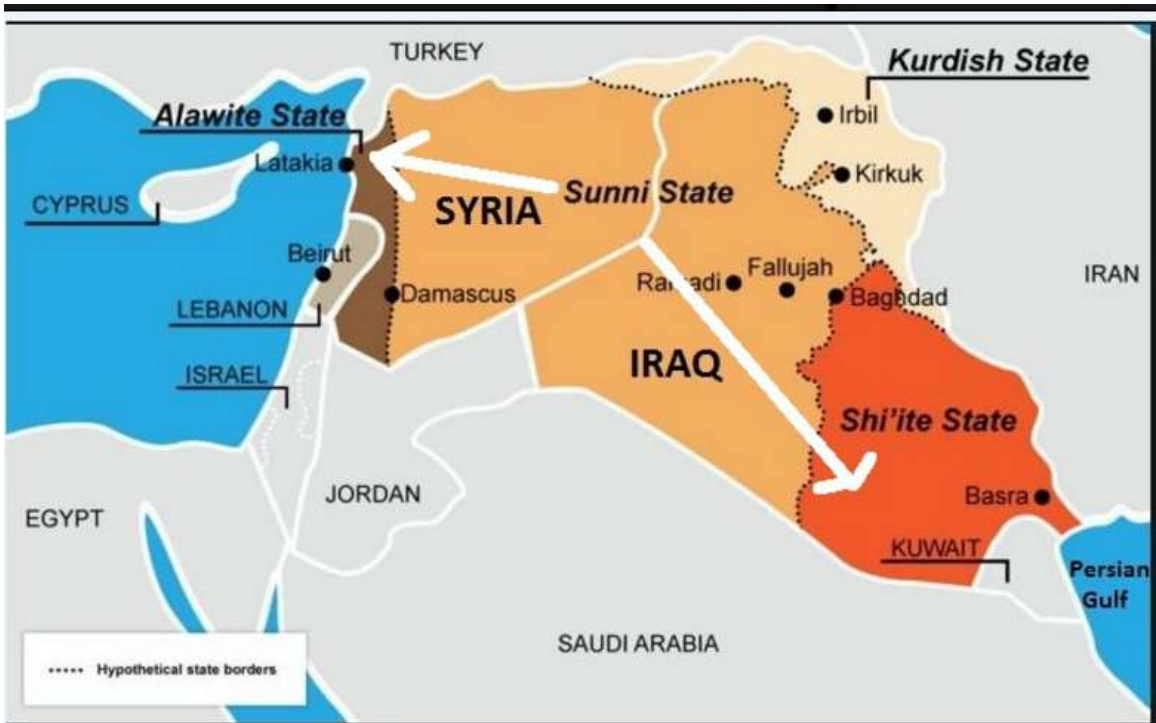 TURKEY
Kurdish State
Alawite State
Irbil
Latakia
Kirkuk
Sunni State
CYPRUS
SYRIA
Beirut
Ramadi
Fallujah
IRAN
Damascus
Baghdad
LEBANON
IRAQ
ISRAEL
Shi'ite State
JORDAN
Basra
EGYPT
KUWAIT
Persian
Gulf
SAUDI ARABIA
Hypothetical state borders